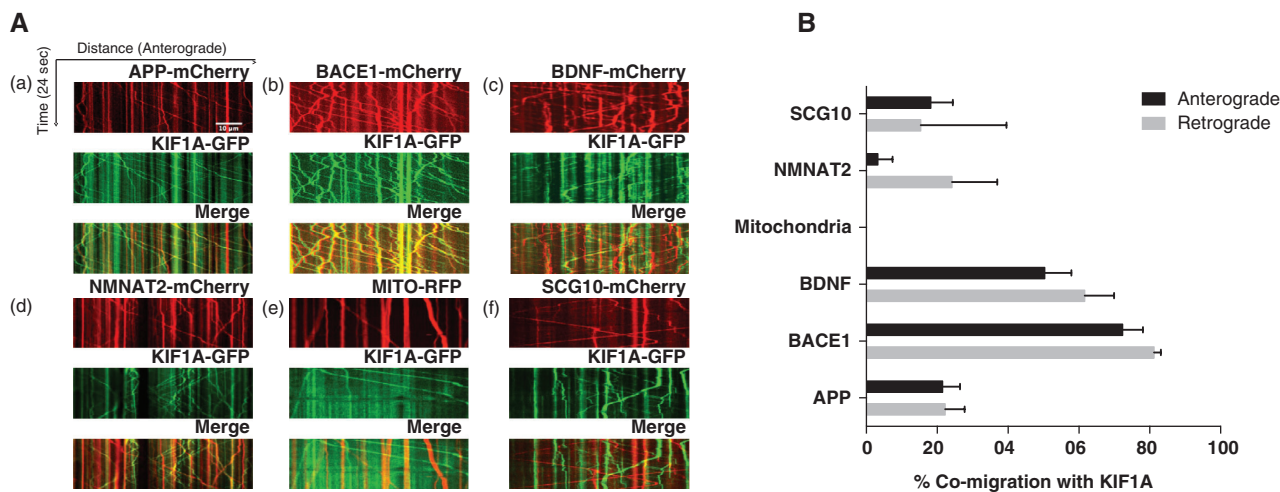 A
Distance (Anterograde)
Time (24 sec)
(a)
APP-mCherry
10 µm
KIF1A-GFP
Merge
(b)
BACE1-mCherry
KIF1A-GFP
Merge
(c)
BDNF-mCherry
KIF1A-GFP
Merge
(d)
NMNAT2-mCherry
KIF1A-GFP
Merge
(e)
MITO-RFP
KIF1A-GFP
Merge
(f)
SCG10-mCherry
KIF1A-GFP
Merge
B
Anterograde
Retrograde
SCG10
NMNAT2
Mitochondria
BDNF
BACE1
APP
0 20 40 06 80 100
% Co-migration with KIF1A